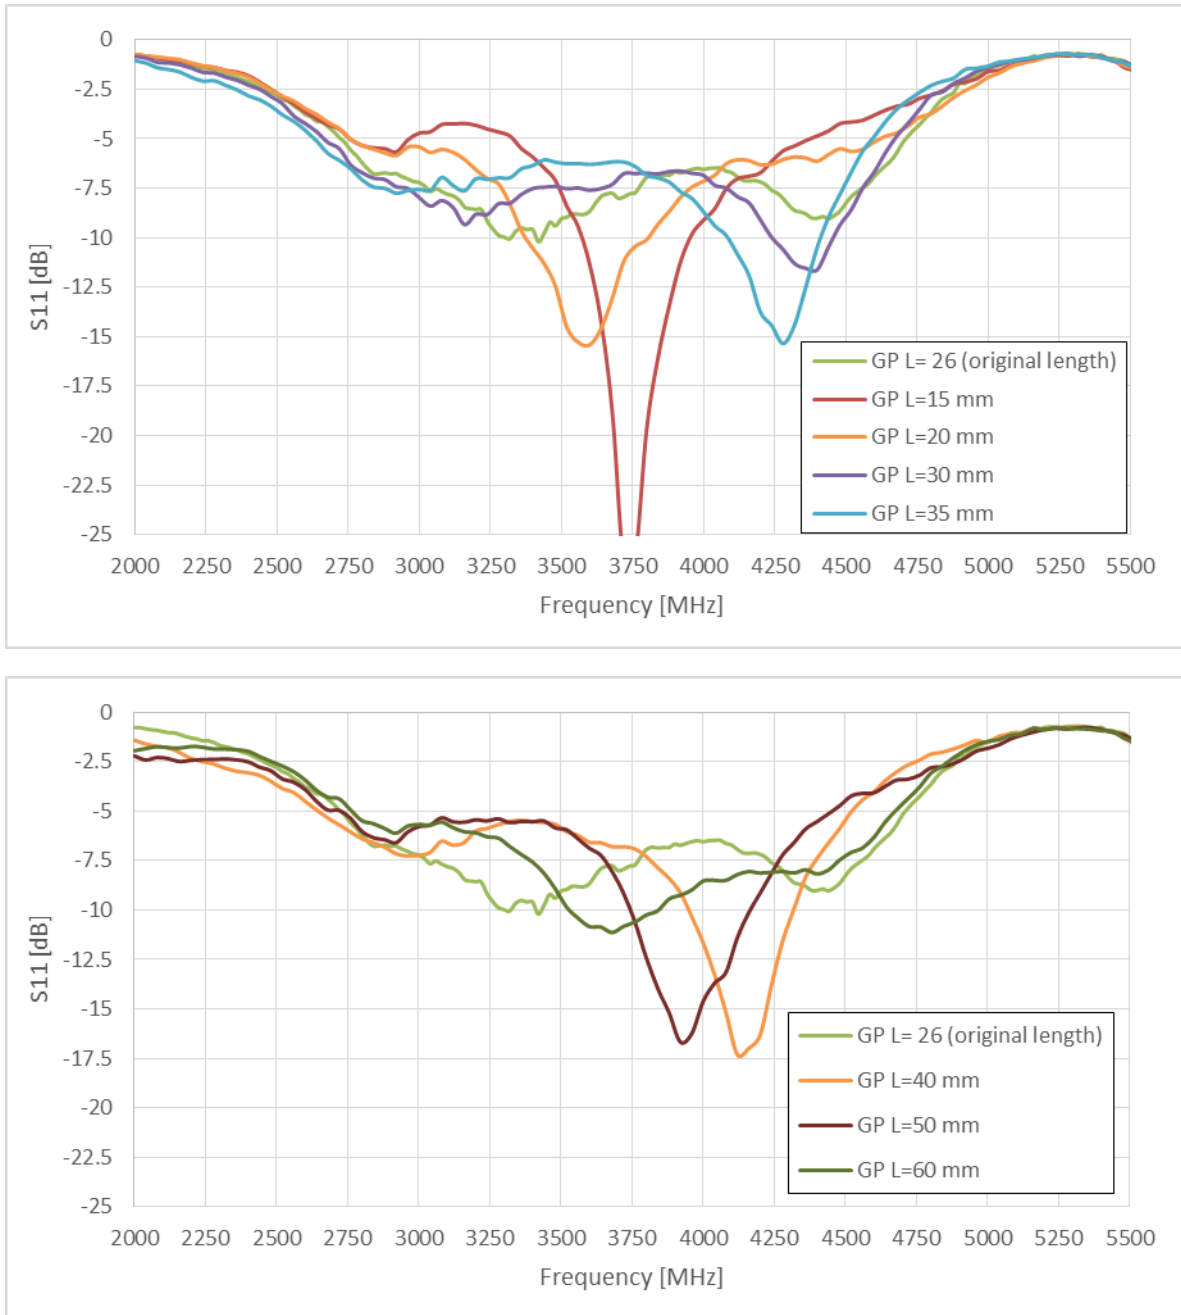 0
-2.5
-5
-7.5
-10
-12.5
-15
-17.5
-20
-22.5
-25
S11 [dB]
GP L= 26 (original length)
GP L=15 mm
GP L=20 mm
GP L=30 mm
GP L=35 mm
2000 2250 2500 2750 3000 3250 3500 3750 4000 4250 4500 4750 5000 5250 5500
Frequency [MHz]
0
-2.5
-5
-7.5
-10
-12.5
-15
-17.5
-20
-22.5
-25
S11 [dB]
GP L= 26 (original length)
GP L=40 mm
GP L=50 mm
GP L=60 mm
2000 2250 2500 2750 3000 3250 3500 3750 4000 4250 4500 4750 5000 5250 5500
Frequency [MHz]